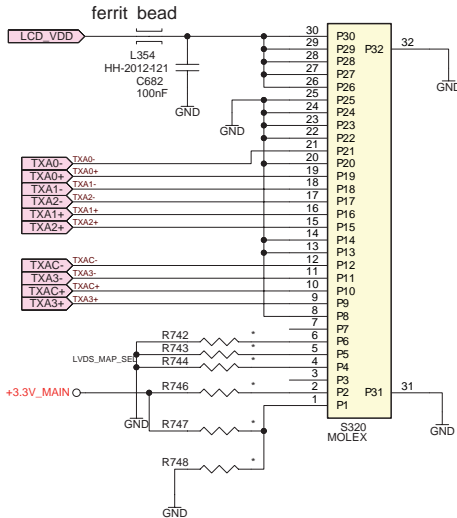 ferrit bead
LCD_VDD
L354
HH-2012-121
C682
100nF
GND
GND
30 P30
29 P29 P32 32
28 P28
27 P27
26 P26
25 P25
24 P24
23 P23
22 P22
21 P21
20 P20
19 P19
18 P18
17 P17
16 P16
15 P15
14 P14
13 P13
12 P12
11 P11
10 P10
9 P9
8 P8
7 P7
6 P6
5 P5
4 P4
3 P3
2 P2 P31 31
1 P1
GND
TXA0- TXA0-
TXA0+ TXA0+
TXA1- TXA1-
TXA2- TXA2-
TXA1+ TXA1+
TXA2+ TXA2+
TXAC- TXAC-
TXA3- TXA3-
TXAC+ TXAC+
TXA3+ TXA3+
R742 *
R743 *
LVDS_MAP_SEL
R744 *
+3.3V_MAIN
R746 *
GND
R747 *
R748 *
GND
S320
MOLEX
GND